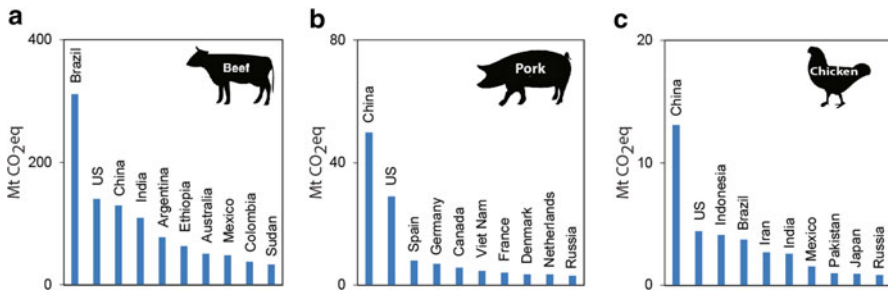 a
Mt CO₂eq
400
200
0
Brazil
US
China
India
Argentina
Ethiopia
Australia
Mexico
Colombia
Sudan
Beef
b
Mt CO₂eq
80
40
0
China
US
Spain
Germany
Canada
Viet Nam
France
Denmark
Netherlands
Russia
Pork
c
Mt CO₂eq
20
10
0
China
US
Indonesia
Brazil
Iran
India
Mexico
Pakistan
Japan
Russia
Chicken